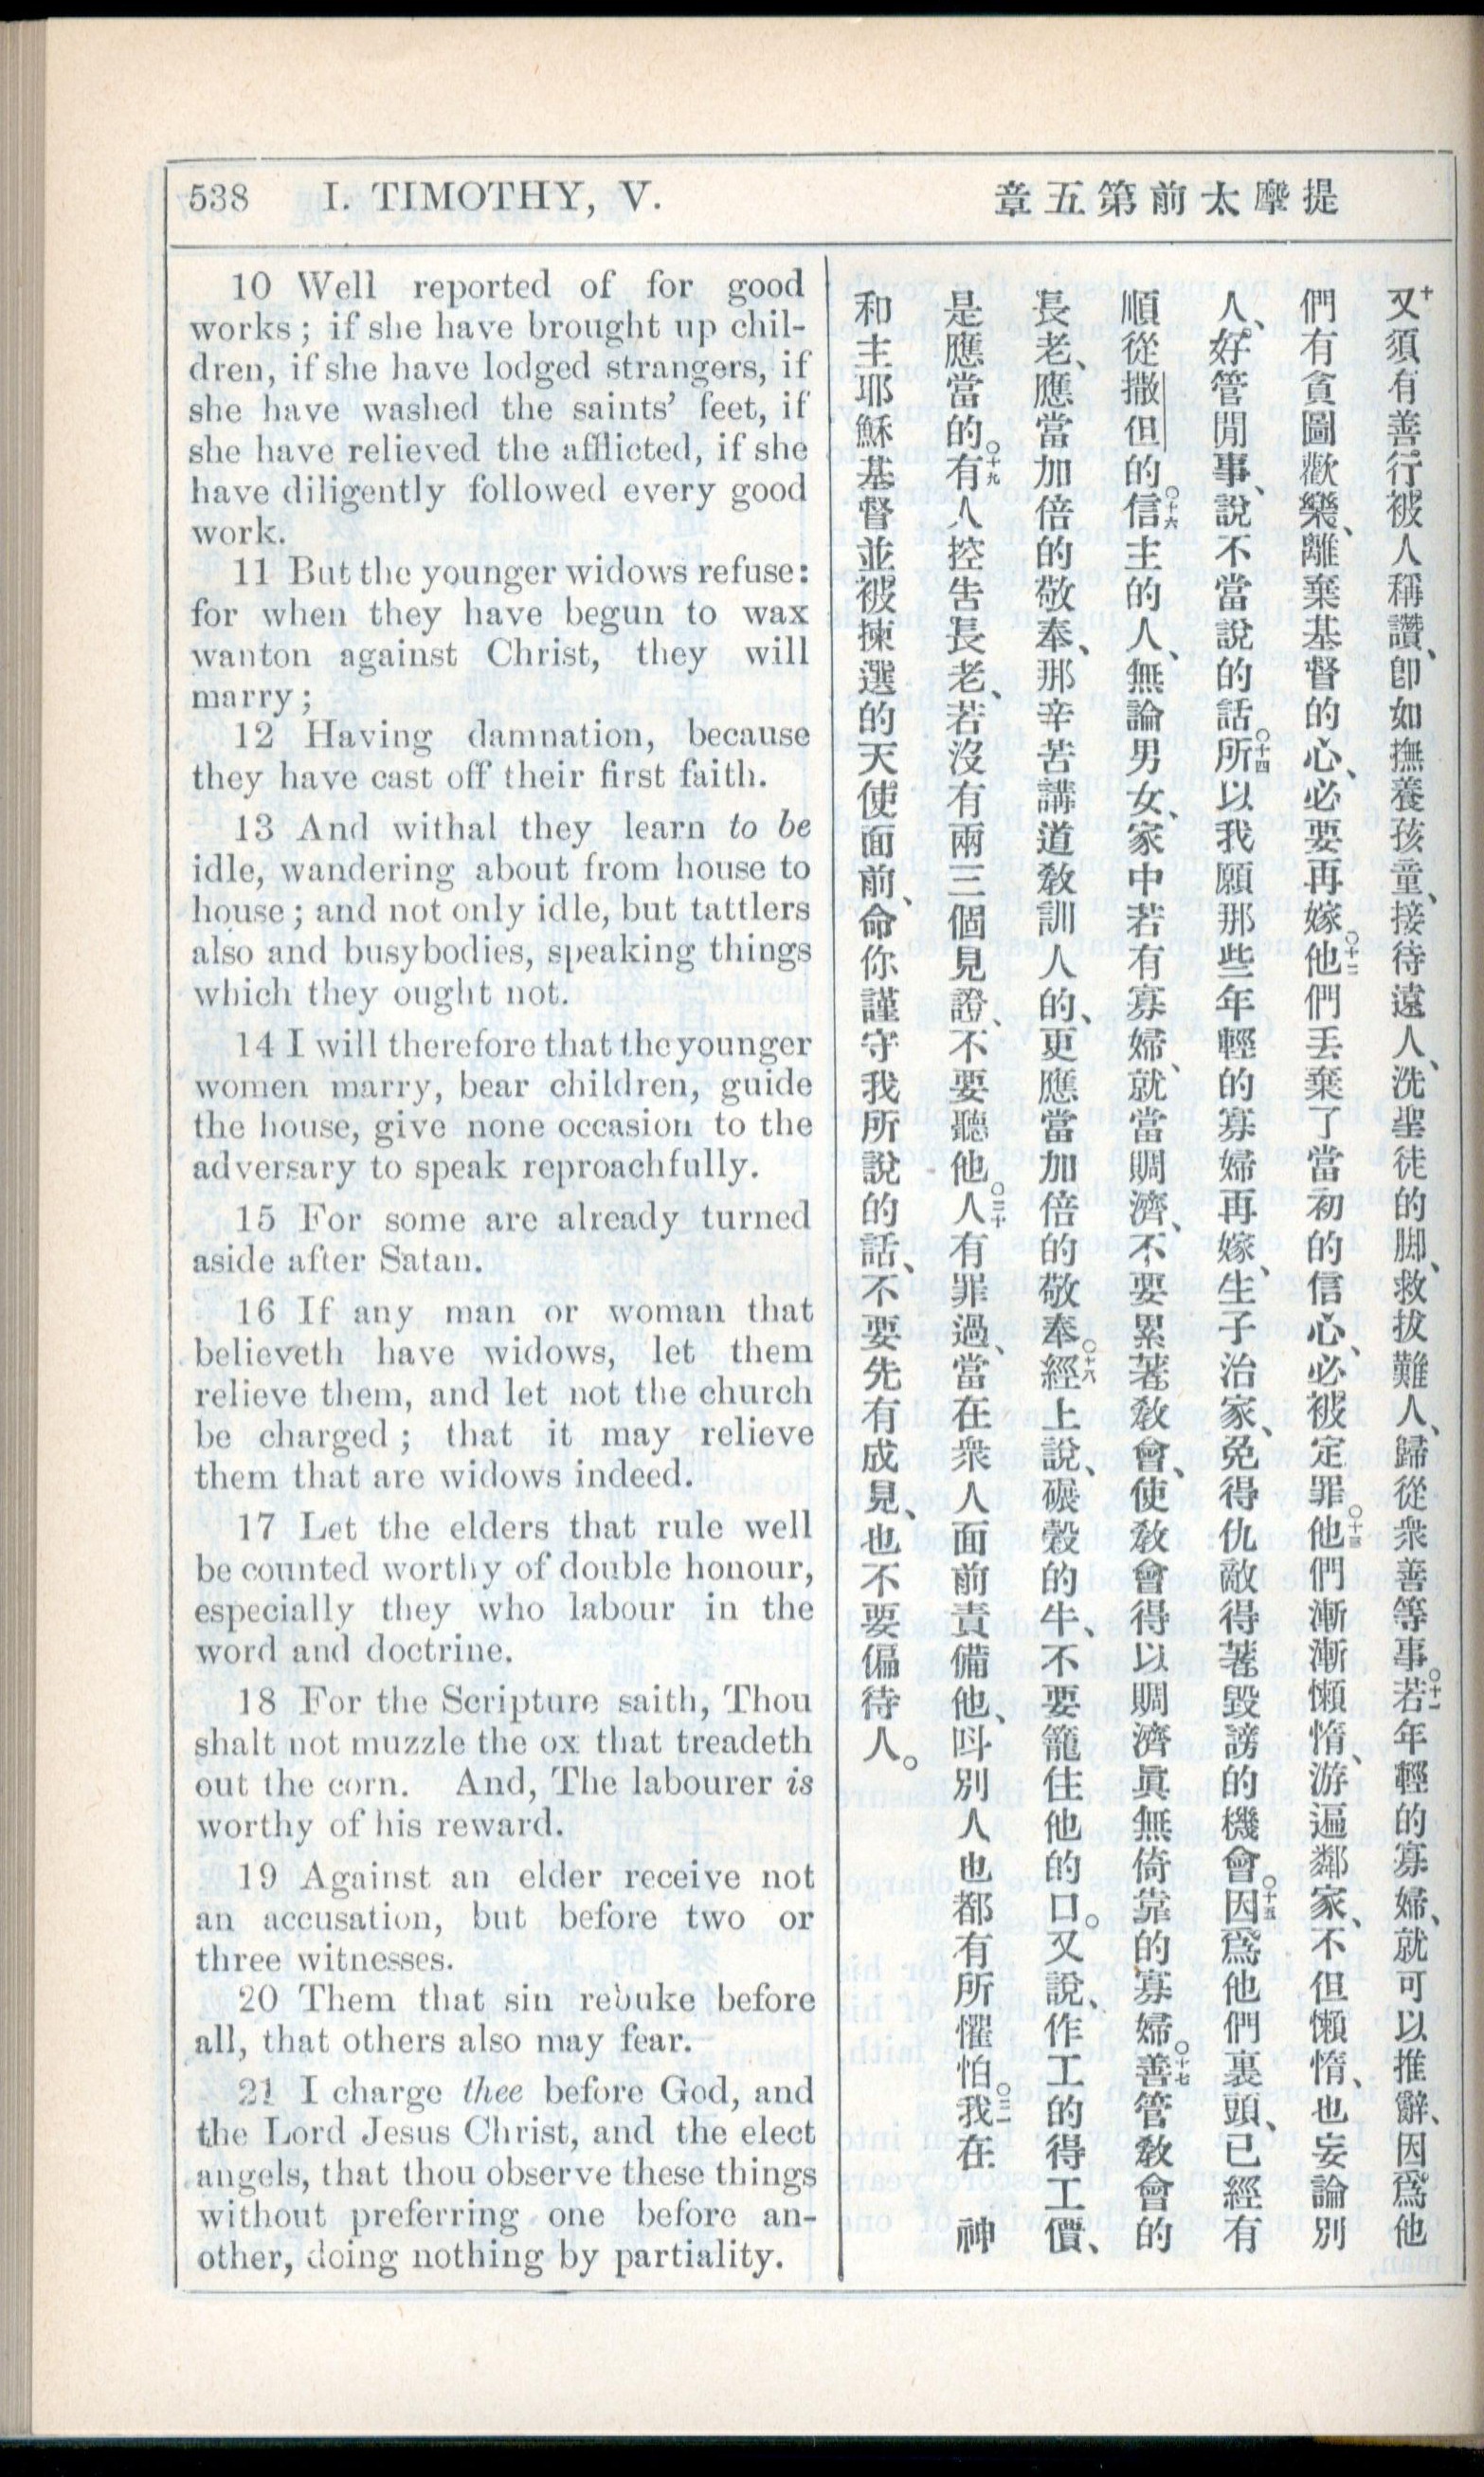 538 I. TIMOTHY, V.
提摩太前第五章
10 Well reported of for good
works; if she have brought up chil-
dren, if she have lodged strangers, if
she have washed the saints' feet, if
she have relieved the afflicted, if she
have diligently followed every good
work.
11 But the younger widows refuse:
for when they have begun to wax
wanton against Christ, they will
marry;
12 Having damnation, because
they have cast off their first faith.
13 And withal they learn to be
idle, wandering about from house to
house; and not only idle, but tattlers
also and busybodies, speaking things
which they ought not.
14 I will therefore that the younger
women marry, bear children, guide
the house, give none occasion to the
adversary to speak reproachfully.
15 For some are already turned
aside after Satan.
16 If any man or woman that
believeth have widows, let them
relieve them, and let not the church
be charged; that it may relieve
them that are widows indeed.
17 Let the elders that rule well
be counted worthy of double honour,
especially they who labour in the
word and doctrine.
18 For the Scripture saith, Thou
shalt not muzzle the ox that treadeth
out the corn. And, The labourer is
worthy of his reward.
19 Against an elder receive not
an accusation, but before two or
three witnesses.
20 Them that sin rebuke before
all, that others also may fear.
21 I charge thee before God, and
the Lord Jesus Christ, and the elect
angels, that thou observe these things
without preferring one before an-
other, doing nothing by partiality.
十又須有善行被人稱讚、卽如撫養孩童、接待遠人、洗聖徒的脚、救拔難人、歸從衆善等事○十一若年輕的寡婦、就可以推辭、因爲他
們有貪圖歡樂、離棄基督的心、必要再嫁○十二他們丟棄了當初的信心、必被定罪○十三他們漸漸懶惰、游遍鄰家、不但懶惰、也妄論別
人、好管閒事、說不當說的話○十四所以我願那些年輕的寡婦再嫁、生子治家、免得仇敵得著毀謗的機會○十五因爲他們裏頭、已經有
順從撒但的○十六信主的人、無論男女、家中若有寡婦、就當賙濟、不要累著敎會、使敎會得以賙濟眞無倚靠的寡婦○十七善管敎會的
長老、應當加倍的敬奉、那辛苦講道敎訓人的、更應當加倍的敬奉○十八經上說、碾穀的牛、不要籠住他的口。又說、作工的得工價、
是應當的○十九有人控告長老、若沒有兩三個見證、不要聽他○二十人有罪過、當在衆人面前責備他、呌別人也都有所懼怕○二一我在 神
和主耶穌基督並被揀選的天使面前、命你謹守我所說的話、不要先有成見、也不要偏待人。